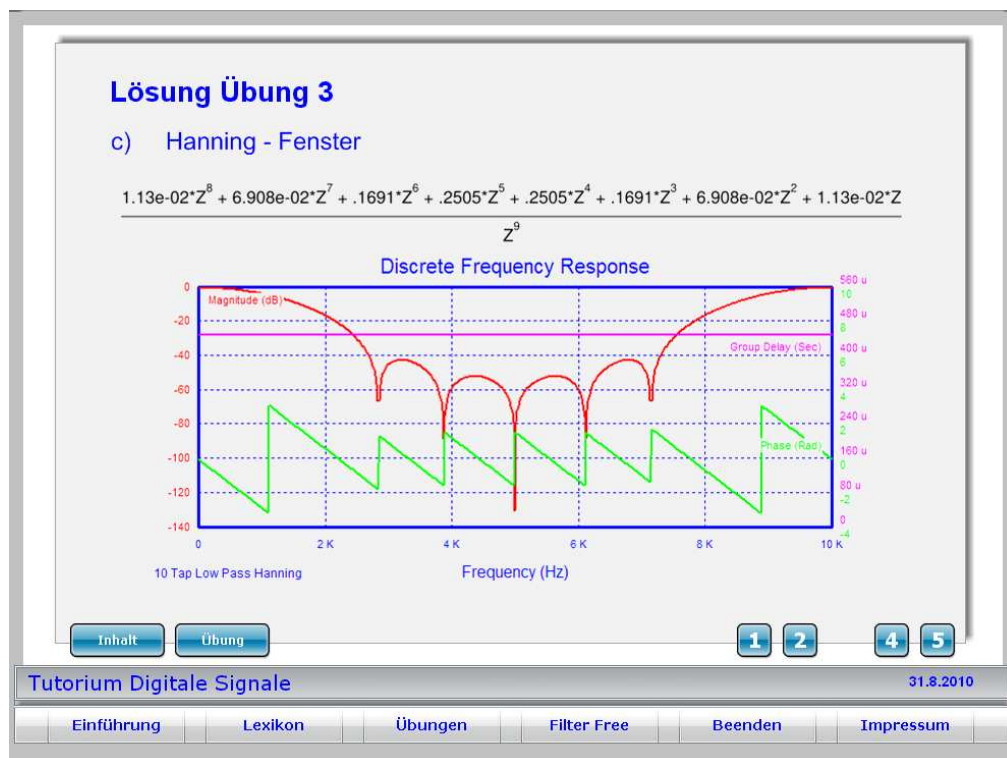 Lösung Übung 3
c) Hanning - Fenster
1.13e-02*Z^8 + 6.908e-02*Z^7 + .1691*Z^6 + .2505*Z^5 + .2505*Z^4 + .1691*Z^3 + 6.908e-02*Z^2 + 1.13e-02*Z
Z^9
Discrete Frequency Response
Magnitude (dB)
Group Delay (Sec)
Phase (Rad)
0
-20
-40
-60
-80
-100
-120
-140
560 u
10
480 u
8
400 u
6
320 u
4
240 u
2
160 u
0
80 u
-2
0
-4
0 2 K 4 K 6 K 8 K 10 K
10 Tap Low Pass Hanning
Frequency (Hz)
Inhalt Übung 1 2 4 5
Tutorium Digitale Signale 31.8.2010
Einführung Lexikon Übungen Filter Free Beenden Impressum